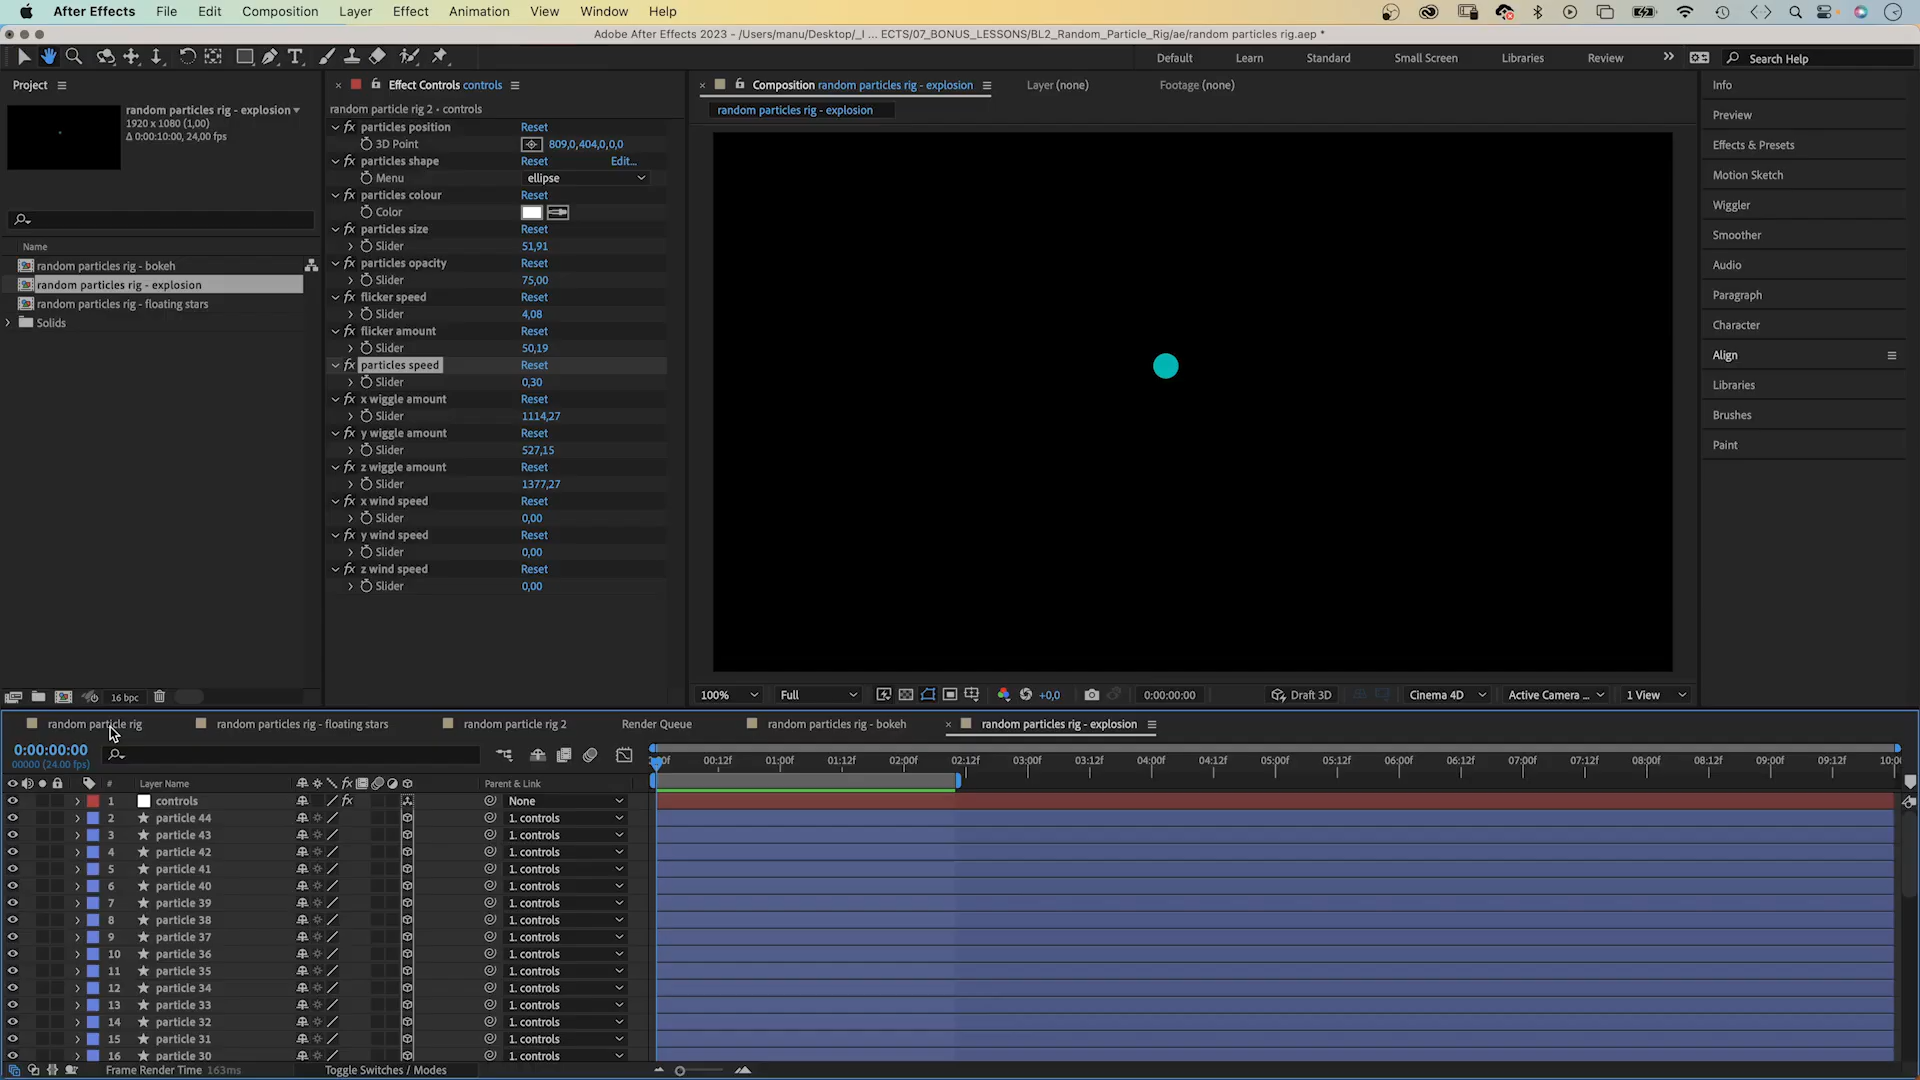 After Effects File Edit Composition Layer Effect Animation View Window Help
Adobe After Effects 2023 - /Users/manu/Desktop/_I ... ECTS/07_BONUS_LESSONS/BL2_Random_Particle_Rig/ae/random particles rig.aep *
Default Learn Standard Small Screen Libraries Review Search Help
Project
random particles rig - explosion
1920 x 1080 (1,00)
Δ 0:00:10:00, 24,00 fps
Name
random particles rig - bokeh
random particles rig - explosion
random particles rig - floating stars
Solids
16 bpc
Effect Controls controls
random particle rig 2 • controls
fx particles position Reset
3D Point 809,0,404,0,0,0
fx particles shape Reset Edit...
Menu ellipse
fx particles colour Reset
Color
fx particles size Reset
Slider 51,91
fx particles opacity Reset
Slider 75,00
fx flicker speed Reset
Slider 4,08
fx flicker amount Reset
Slider 50,19
fx particles speed Reset
Slider 0,30
fx x wiggle amount Reset
Slider 1114,27
fx y wiggle amount Reset
Slider 527,15
fx z wiggle amount Reset
Slider 1377,27
fx x wind speed Reset
Slider 0,00
fx y wind speed Reset
Slider 0,00
fx z wind speed Reset
Slider 0,00
Composition random particles rig - explosion Layer (none) Footage (none)
random particles rig - explosion
100% Full +0,0 0:00:00:00 Draft 3D Cinema 4D Active Camera ... 1 View
Info
Preview
Effects & Presets
Motion Sketch
Wiggler
Smoother
Audio
Paragraph
Character
Align
Libraries
Brushes
Paint
random particle rig random particles rig - floating stars random particle rig 2 Render Queue random particles rig - bokeh random particles rig - explosion
0:00:00:00
00000 (24.00 fps)
00:12f 01:00f 01:12f 02:00f 02:12f 03:00f 03:12f 04:00f 04:12f 05:00f 05:12f 06:00f 06:12f 07:00f 07:12f 08:00f 08:12f 09:00f 09:12f
# Layer Name fx Parent & Link
1 controls fx None
2 particle 44 1. controls
3 particle 43 1. controls
4 particle 42 1. controls
5 particle 41 1. controls
6 particle 40 1. controls
7 particle 39 1. controls
8 particle 38 1. controls
9 particle 37 1. controls
10 particle 36 1. controls
11 particle 35 1. controls
12 particle 34 1. controls
13 particle 33 1. controls
14 particle 32 1. controls
15 particle 31 1. controls
16 particle 30 1. controls
Frame Render Time 163ms Toggle Switches / Modes